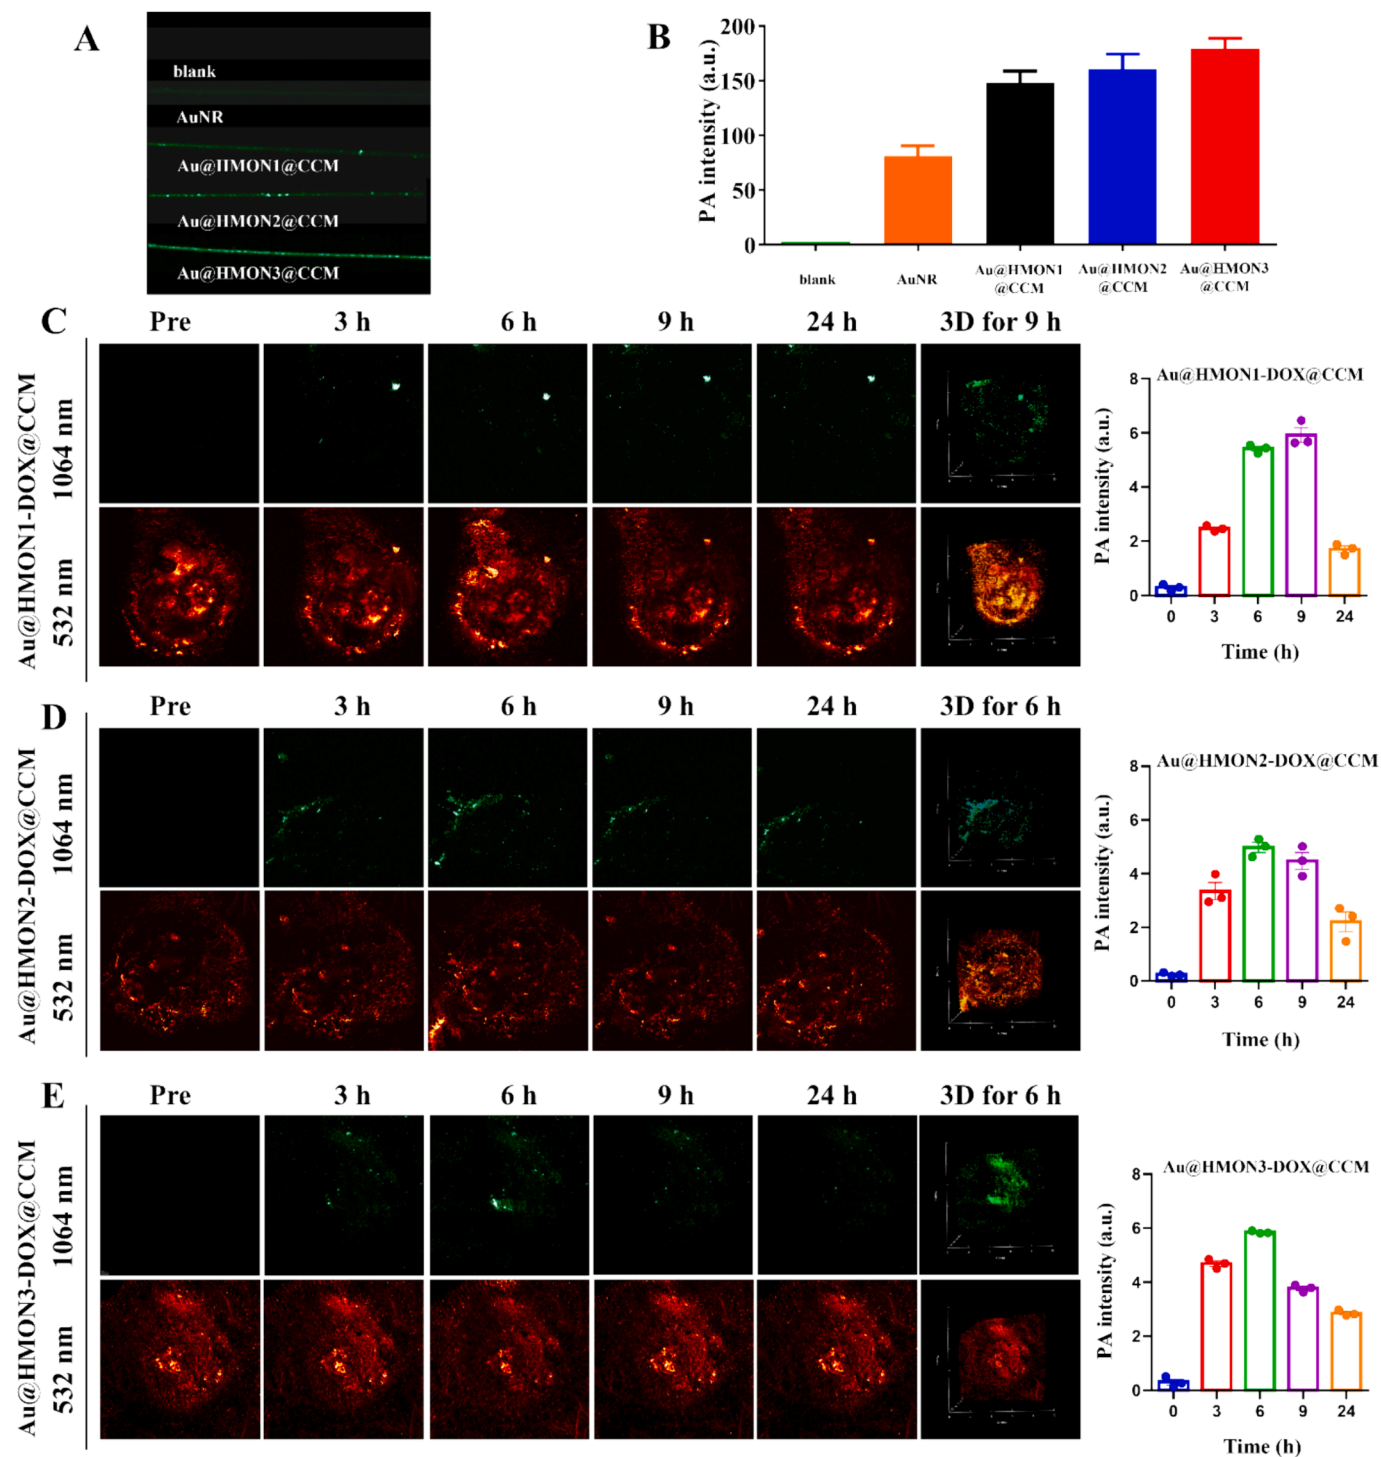 A
blank
AuNR
Au@HMON1@CCM
Au@HMON2@CCM
Au@HMON3@CCM
B
PA intensity (a.u.)
200
150
100
50
0
blank
AuNR
Au@HMON1
@CCM
Au@HMON2
@CCM
Au@HMON3
@CCM
C
Pre
3 h
6 h
9 h
24 h
3D for 9 h
Au@HMON1-DOX@CCM
1064 nm
532 nm
Au@HMON1-DOX@CCM
PA intensity (a.u.)
8
6
4
2
0
0 3 6 9 24
Time (h)
D
Pre
3 h
6 h
9 h
24 h
3D for 6 h
Au@HMON2-DOX@CCM
1064 nm
532 nm
Au@HMON2-DOX@CCM
PA intensity (a.u.)
8
6
4
2
0
0 3 6 9 24
Time (h)
E
Pre
3 h
6 h
9 h
24 h
3D for 6 h
Au@HMON3-DOX@CCM
1064 nm
532 nm
Au@HMON3-DOX@CCM
PA intensity (a.u.)
8
6
4
2
0
0 3 6 9 24
Time (h)